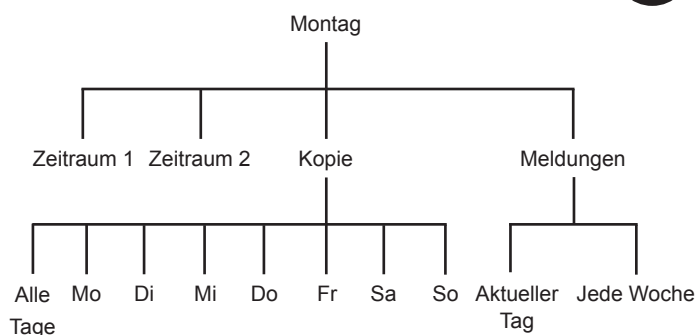 Montag
Zeitraum 1 Zeitraum 2 Kopie Meldungen
Alle Mo Di Mi Do Fr Sa So Aktueller Jede Woche
Tage Tag